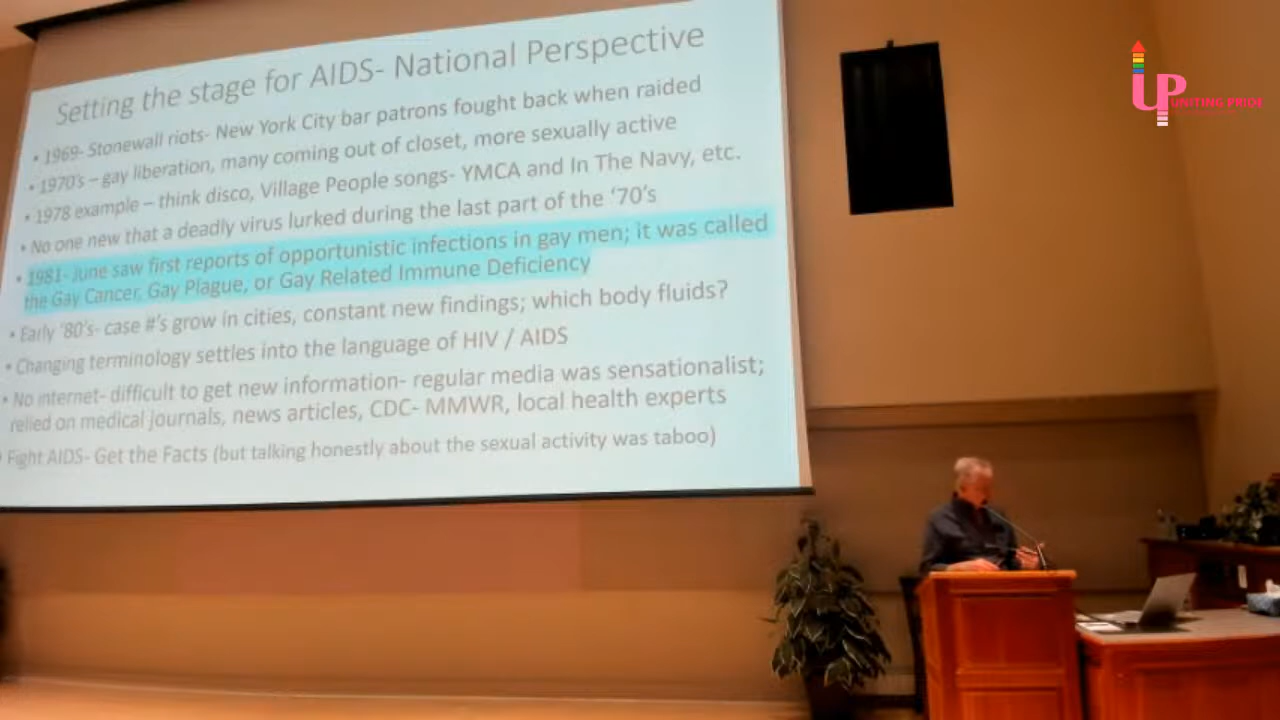 Setting the stage for AIDS- National Perspective
• 1969- Stonewall riots- New York City bar patrons fought back when raided
• 1970's – gay liberation, many coming out of closet, more sexually active
• 1978 example – think disco, Village People songs- YMCA and In The Navy, etc.
• No one new that a deadly virus lurked during the last part of the '70's
• 1981- June saw first reports of opportunistic infections in gay men; it was called
the Gay Cancer, Gay Plague, or Gay Related Immune Deficiency
• Early '80's- case #'s grow in cities, constant new findings; which body fluids?
• Changing terminology settles into the language of HIV / AIDS
• No internet- difficult to get new information- regular media was sensationalist;
relied on medical journals, news articles, CDC- MMWR, local health experts
• Fight AIDS- Get the Facts (but talking honestly about the sexual activity was taboo)
UP
UNITING PRIDE